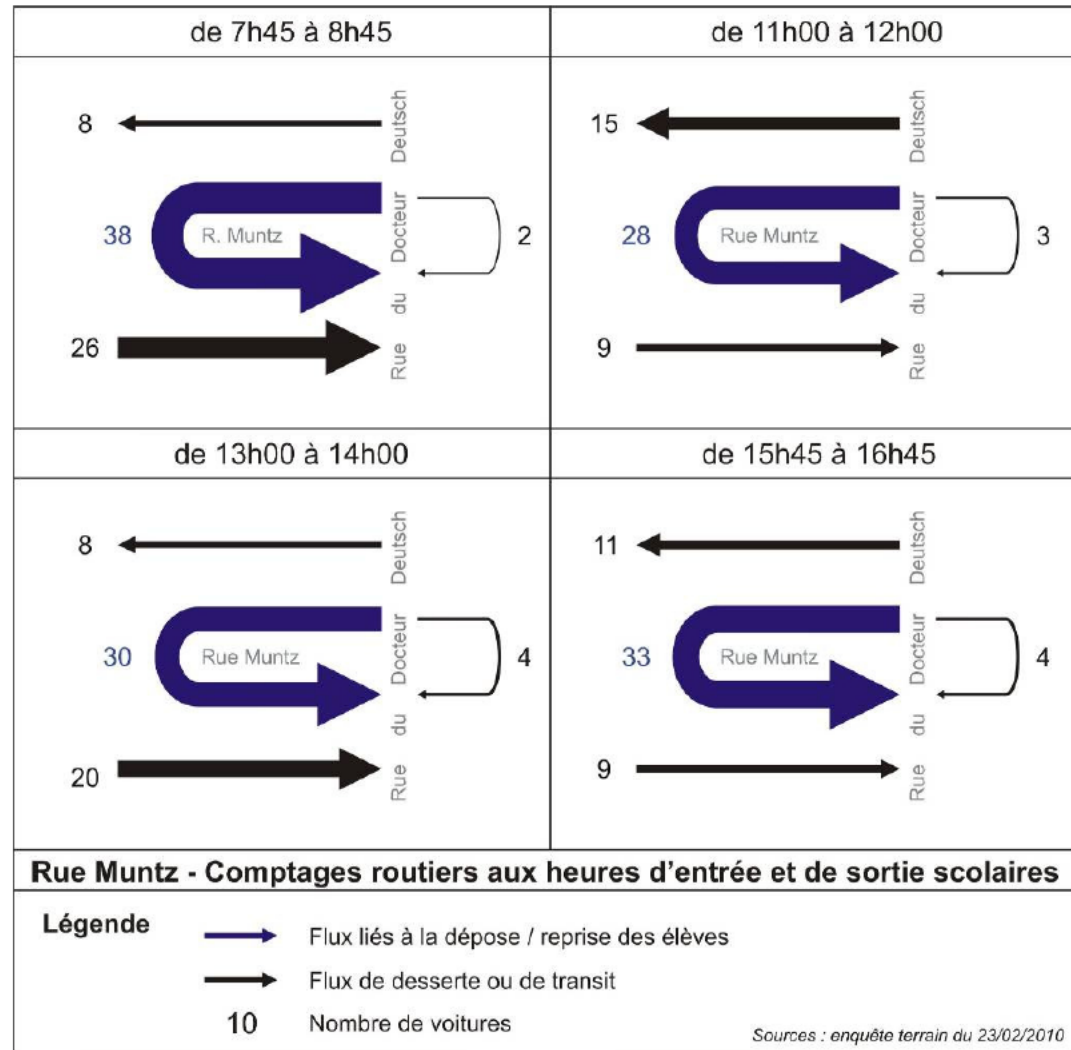 de 7h45 à 8h45
8
38
R. Muntz
26
2
Rue du Docteur Deutsch
de 11h00 à 12h00
15
28
Rue Muntz
9
3
Rue du Docteur Deutsch
de 13h00 à 14h00
8
30
Rue Muntz
20
4
Rue du Docteur Deutsch
de 15h45 à 16h45
11
33
Rue Muntz
9
4
Rue du Docteur Deutsch
Rue Muntz - Comptages routiers aux heures d'entrée et de sortie scolaires
Légende
Flux liés à la dépose / reprise des élèves
Flux de desserte ou de transit
10 Nombre de voitures
Sources : enquête terrain du 23/02/2010